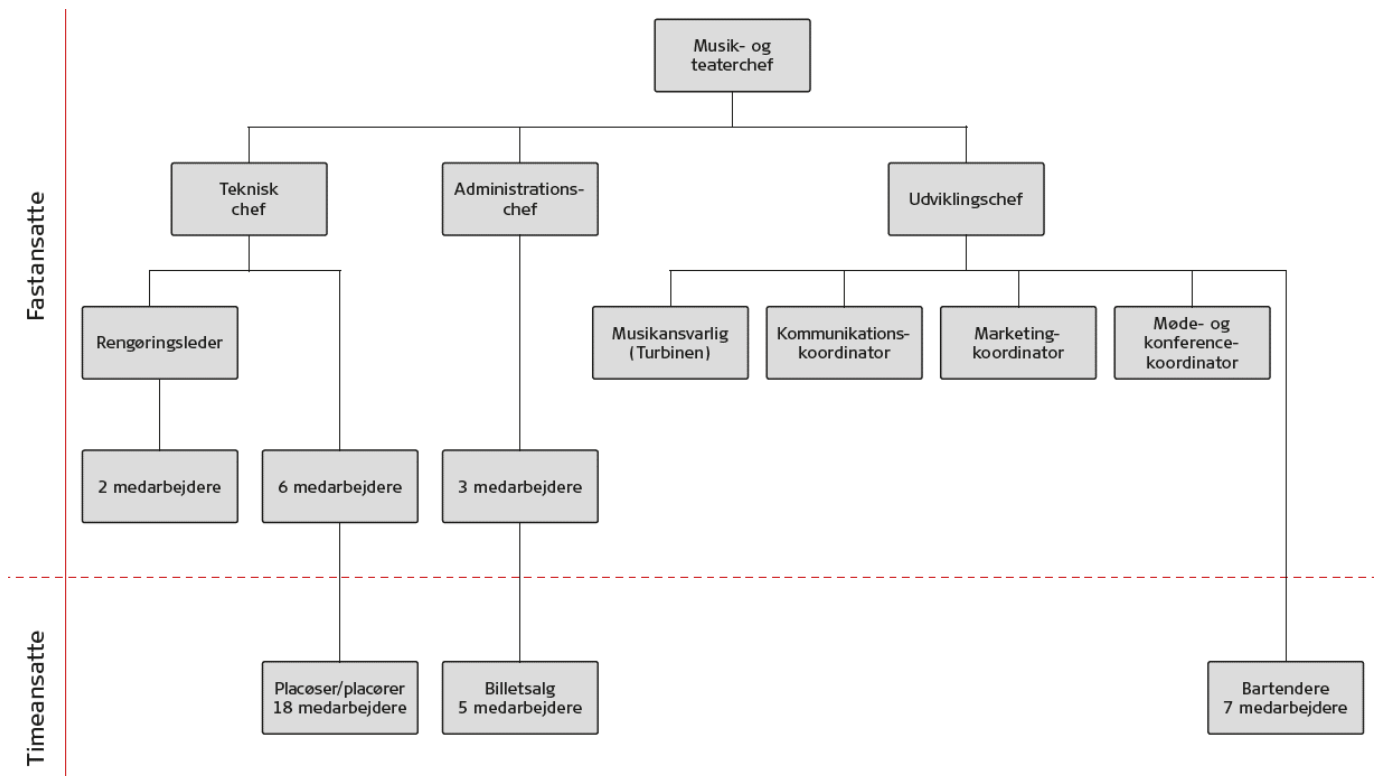 Musik- og
teaterchef
Fastansatte
Teknisk
chef
Administrations-
chef
Udviklingschef
Rengøringsleder
Musikansvarlig
(Turbinen)
Kommunikations-
koordinator
Marketing-
koordinator
Møde- og
konference-
koordinator
2 medarbejdere
6 medarbejdere
3 medarbejdere
Timeansatte
Placøser/placører
18 medarbejdere
Billetsalg
5 medarbejdere
Bartendere
7 medarbejdere